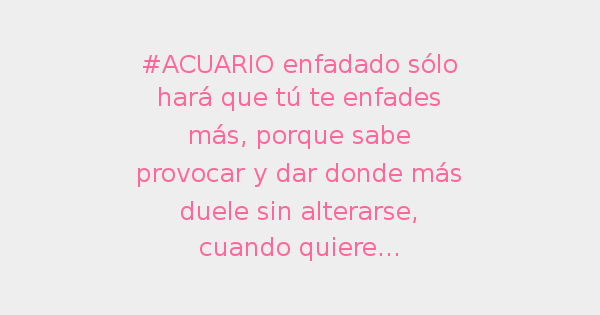 #ACUARIO enfadado sólo
hará que tú te enfades
más, porque sabe
provocar y dar donde más
duele sin alterarse,
cuando quiere...